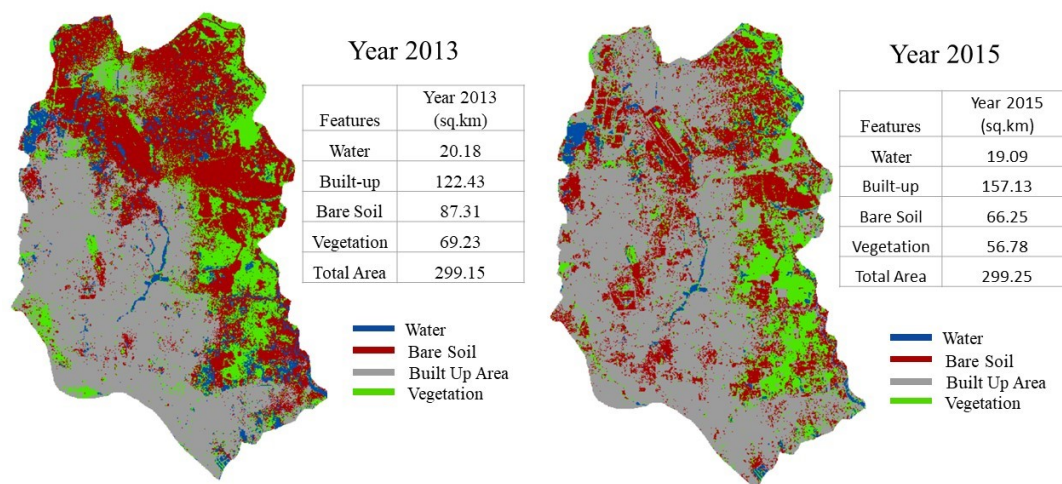 Year 2013
Features Year 2013 (sq.km)
Water 20.18
Built-up 122.43
Bare Soil 87.31
Vegetation 69.23
Total Area 299.15
Water
Bare Soil
Built Up Area
Vegetation
Year 2015
Features Year 2015 (sq.km)
Water 19.09
Built-up 157.13
Bare Soil 66.25
Vegetation 56.78
Total Area 299.25
Water
Bare Soil
Built Up Area
Vegetation